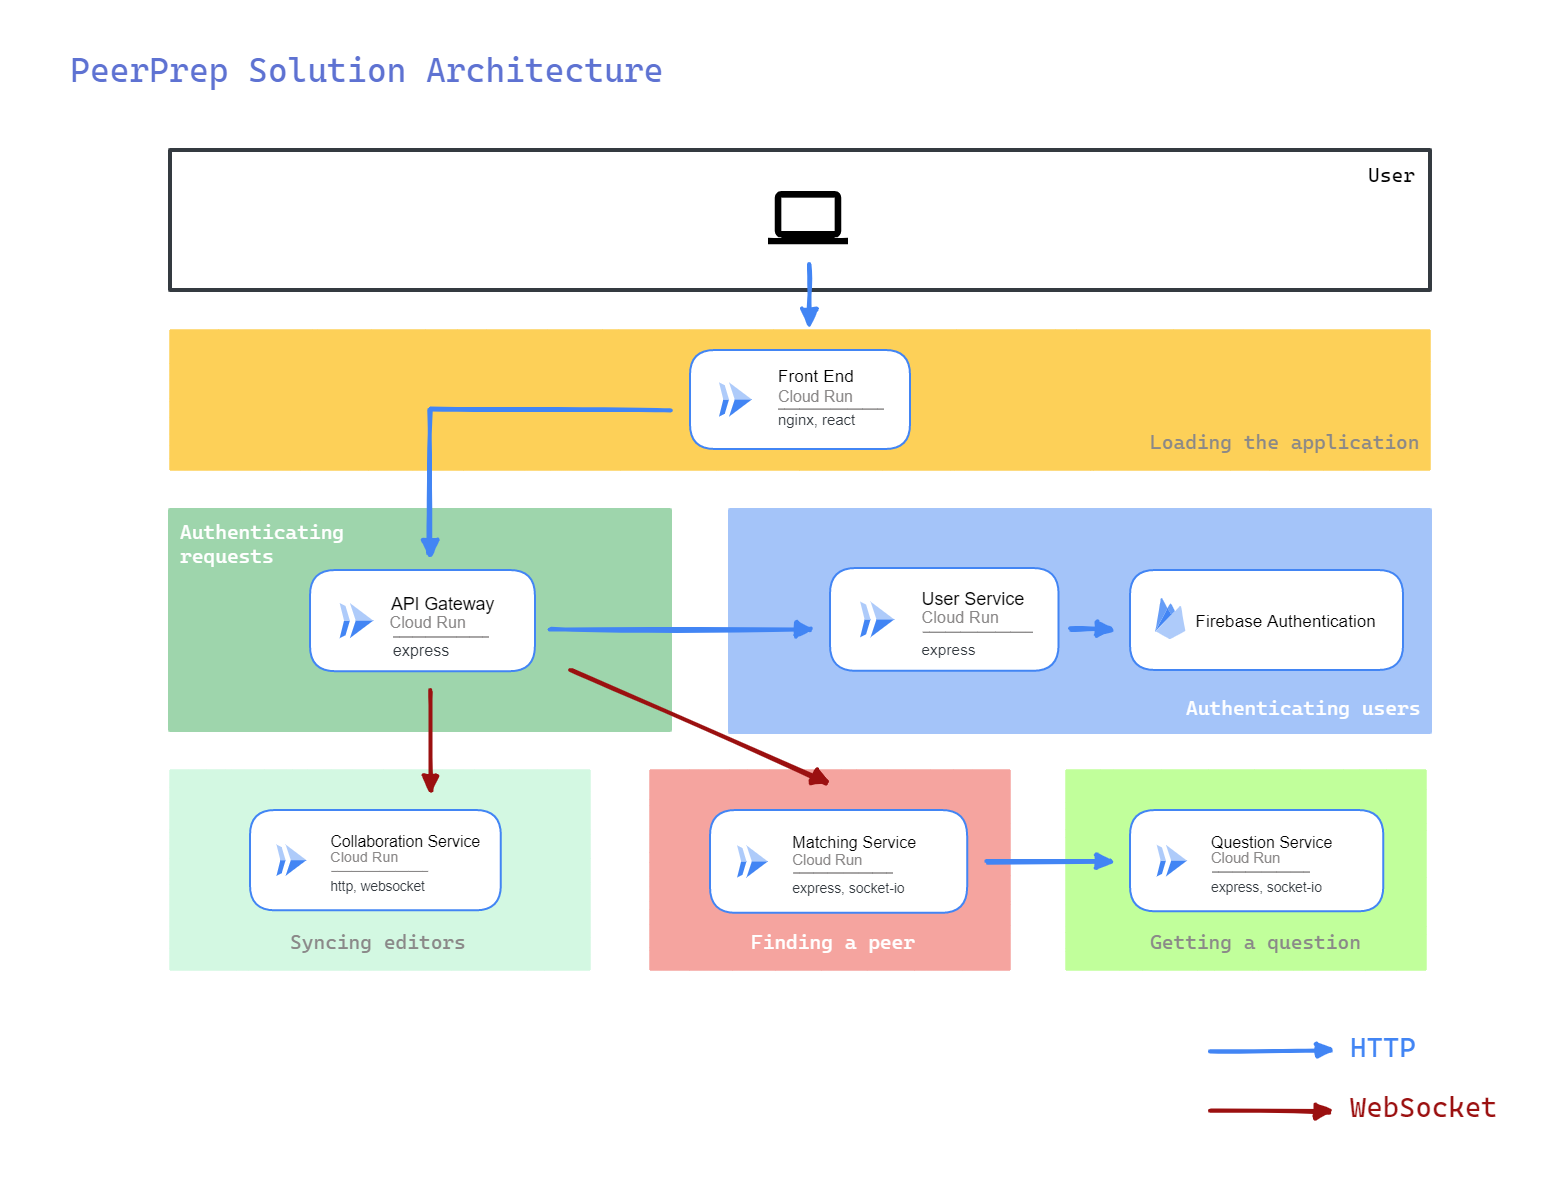 PeerPrep Solution Architecture
User
Front End
Cloud Run
nginx, react
Loading the application
Authenticating
requests
API Gateway
Cloud Run
express
User Service
Cloud Run
express
Firebase Authentication
Authenticating users
Collaboration Service
Cloud Run
http, websocket
Syncing editors
Matching Service
Cloud Run
express, socket-io
Finding a peer
Question Service
Cloud Run
express, socket-io
Getting a question
HTTP
WebSocket